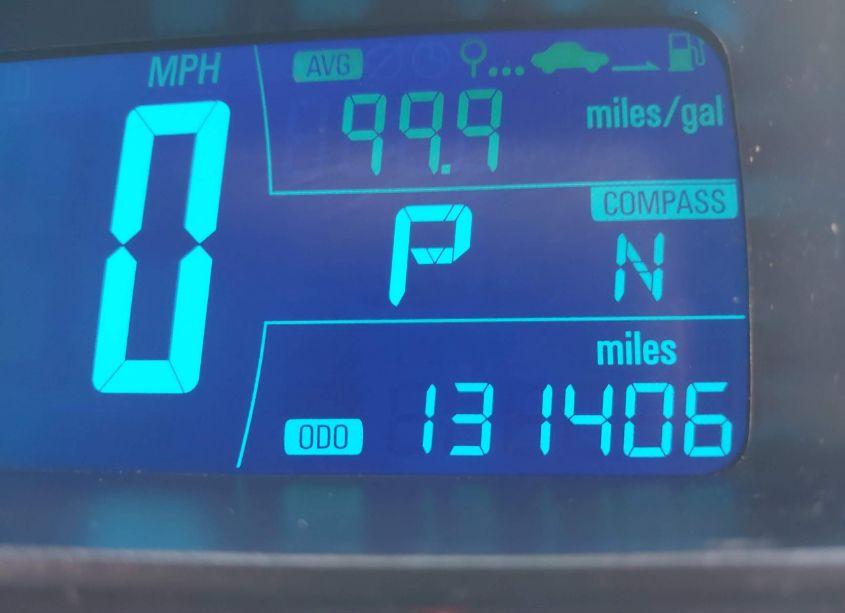 MPH
AVG
99.9 miles/gal
0
P
COMPASS
N
miles
ODO 131406